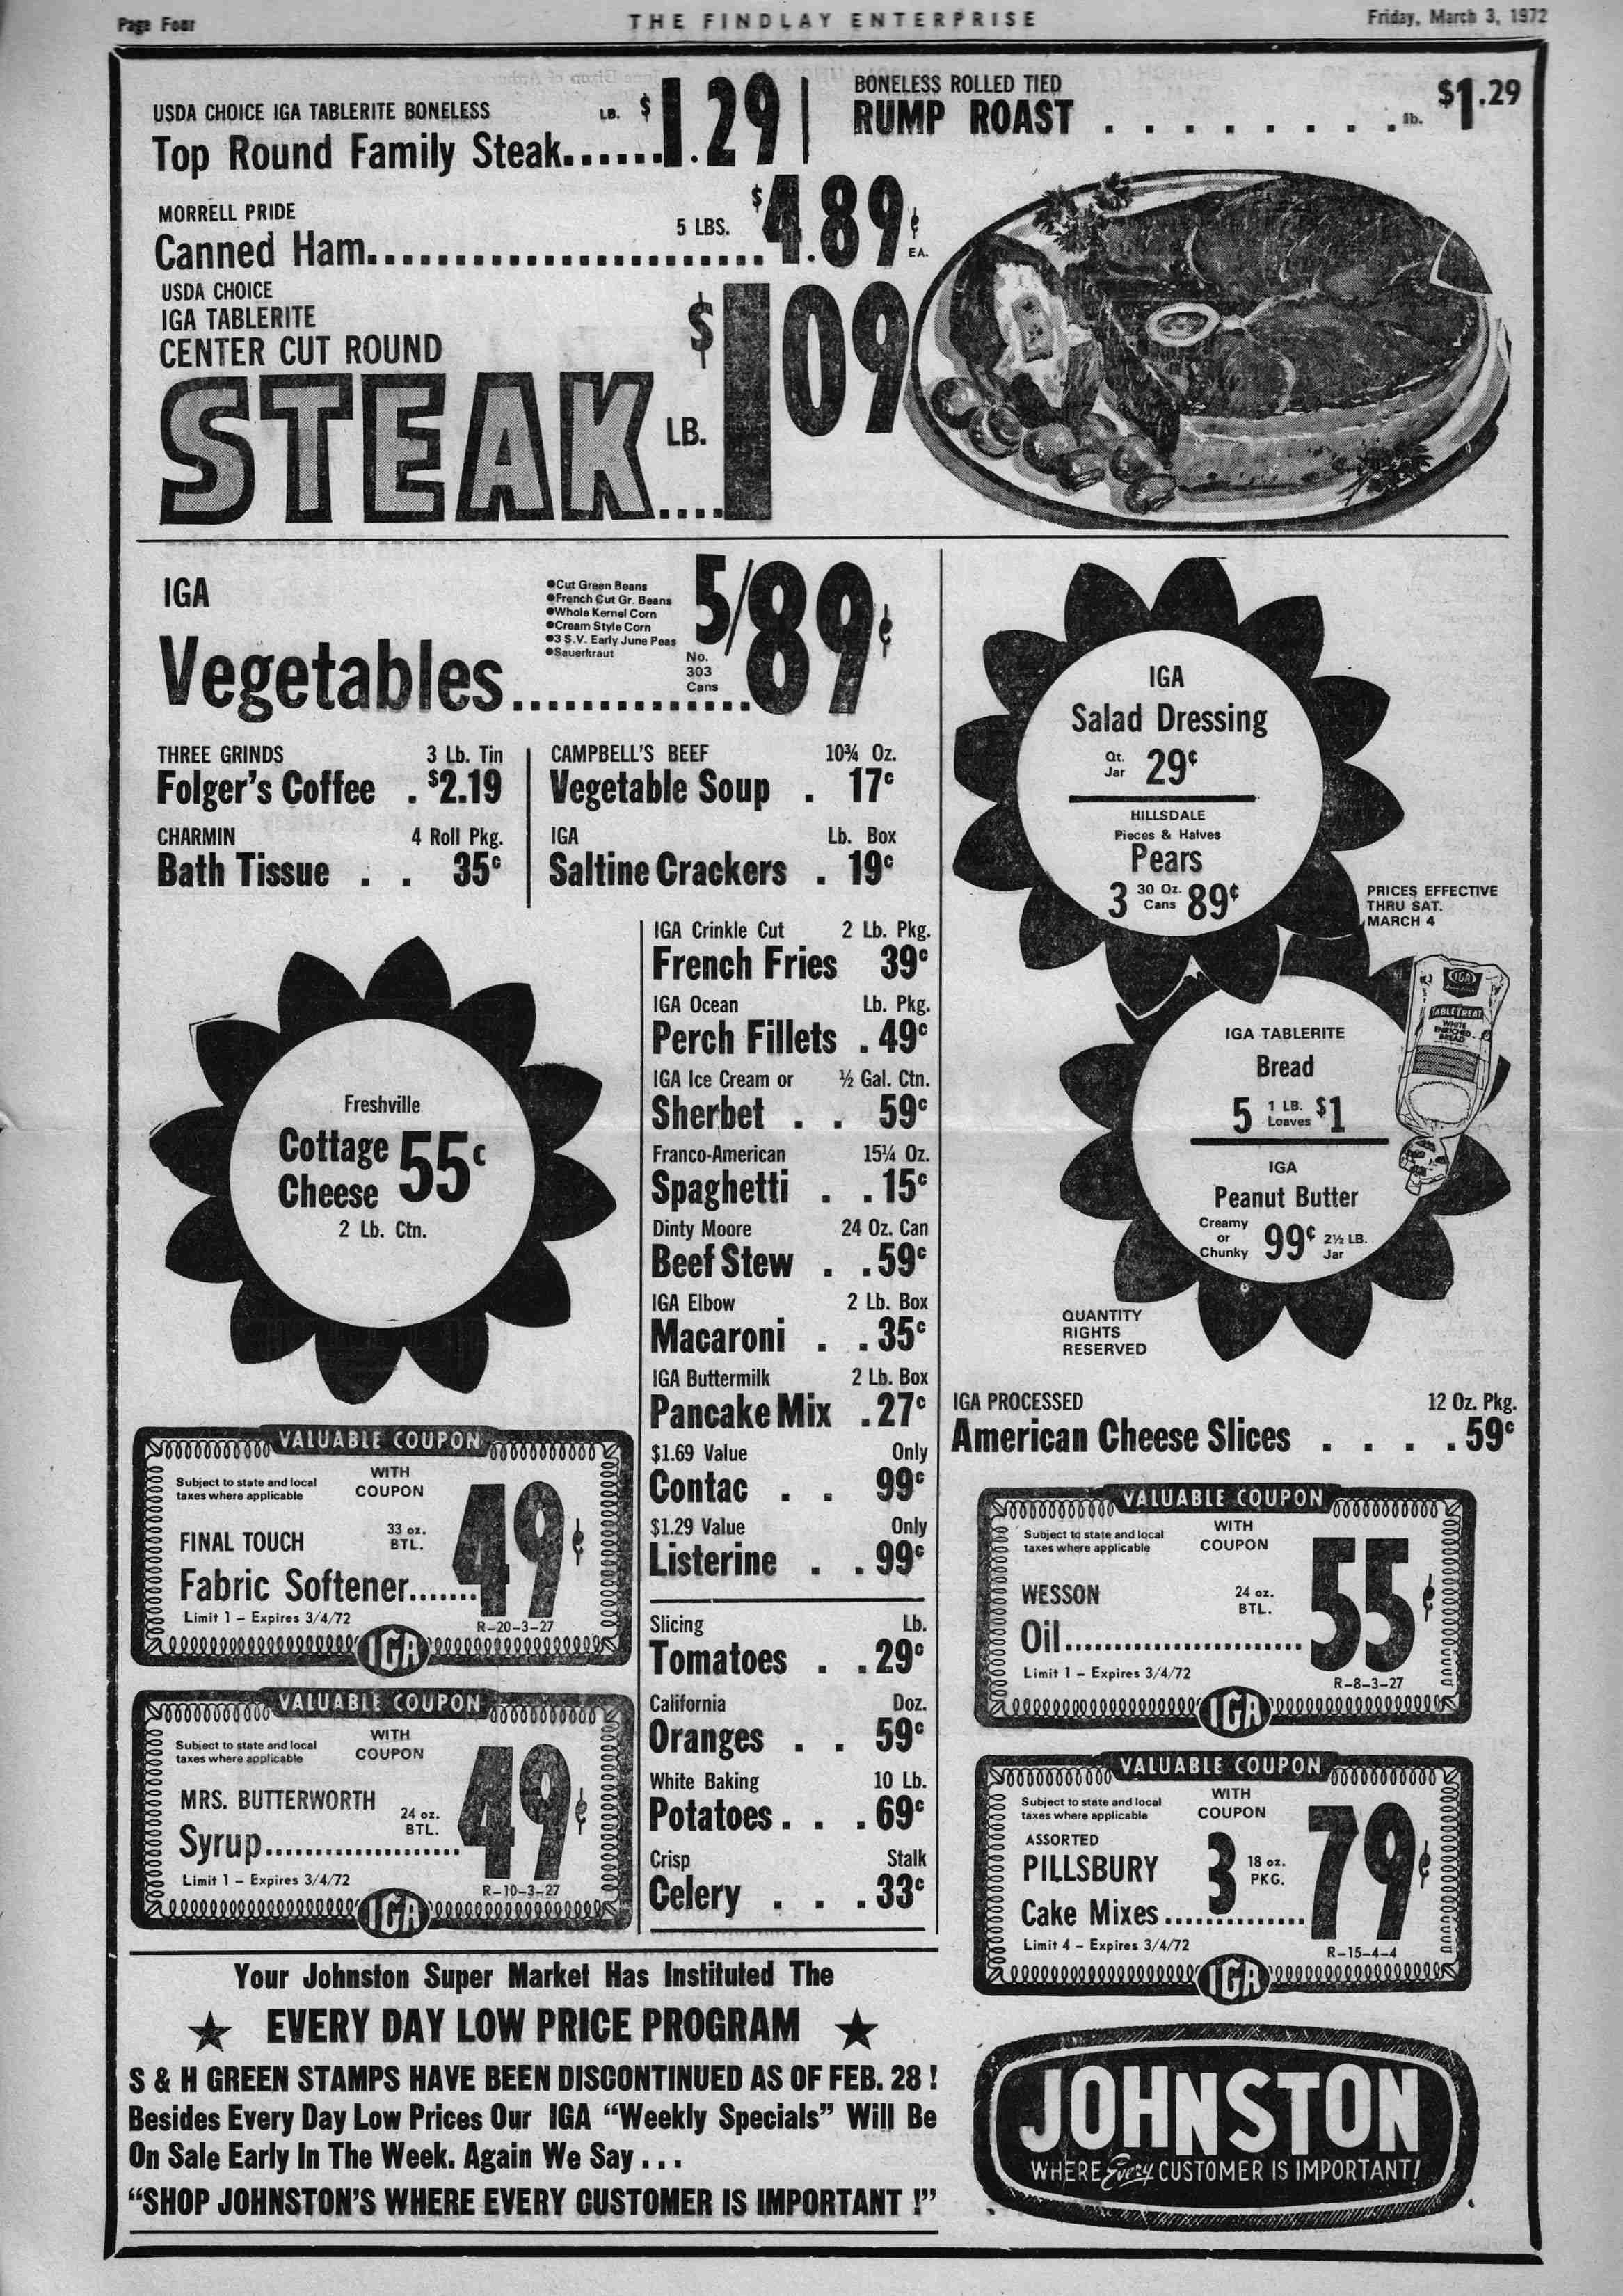 Page Four
THE FINDLAY ENTERPRISE
Friday, March 3, 1972
USDA CHOICE IGA TABLERITE BONELESS
Top Round Family Steak...... LB. $1.29
BONELESS ROLLED TIED
RUMP ROAST . . . . . . . . . lb. $1.29
MORRELL PRIDE
Canned Ham........................ 5 LBS. $4.89¢ EA.
USDA CHOICE
IGA TABLERITE
CENTER CUT ROUND
STEAK LB. .... $1 09
IGA
Vegetables..............
●Cut Green Beans
●French Cut Gr. Beans
●Whole Kernel Corn
●Cream Style Corn
●3 S.V. Early June Peas
●Sauerkraut
No.
303
Cans
5/89¢
THREE GRINDS 3 Lb. Tin
Folger's Coffee . $2.19
CHARMIN 4 Roll Pkg.
Bath Tissue . . 35¢
CAMPBELL'S BEEF 10¾ Oz.
Vegetable Soup . 17¢
IGA Lb. Box
Saltine Crackers . 19¢
IGA
Salad Dressing
Qt.
Jar 29¢
HILLSDALE
Pieces & Halves
Pears
3 30 Oz. Cans 89¢
PRICES EFFECTIVE
THRU SAT.
MARCH 4
IGA
TABLETREAT
WHITE
ENRICHED
BREAD
IGA TABLERITE
Bread
5 1 LB. Loaves $1
IGA
Peanut Butter
Creamy
or
Chunky 99¢ 2½ LB. Jar
QUANTITY
RIGHTS
RESERVED
Freshville
Cottage
Cheese 55¢
2 Lb. Ctn.
IGA Crinkle Cut 2 Lb. Pkg.
French Fries 39¢
IGA Ocean Lb. Pkg.
Perch Fillets . 49¢
IGA Ice Cream or ½ Gal. Ctn.
Sherbet . . 59¢
Franco-American 15¼ Oz.
Spaghetti . . 15¢
Dinty Moore 24 Oz. Can
Beef Stew . . 59¢
IGA Elbow 2 Lb. Box
Macaroni . . 35¢
IGA Buttermilk 2 Lb. Box
Pancake Mix . 27¢
$1.69 Value Only
Contac . . 99¢
$1.29 Value Only
Listerine . . 99¢
Slicing Lb.
Tomatoes . . 29¢
California Doz.
Oranges . . 59¢
White Baking 10 Lb.
Potatoes . . . 69¢
Crisp Stalk
Celery . . . 33¢
IGA PROCESSED 12 Oz. Pkg.
American Cheese Slices . . . . 59¢
VALUABLE COUPON
Subject to state and local
taxes where applicable
WITH
COUPON
FINAL TOUCH 33 oz. BTL.
Fabric Softener....... 49¢
Limit 1 – Expires 3/4/72
R–20–3–27
IGA
VALUABLE COUPON
Subject to state and local
taxes where applicable
WITH
COUPON
MRS. BUTTERWORTH
24 oz.
BTL.
Syrup..................... 49¢
Limit 1 – Expires 3/4/72
R–10–3–27
IGA
VALUABLE COUPON
Subject to state and local
taxes where applicable
WITH
COUPON
WESSON 24 oz. BTL.
Oil......................... 55¢
Limit 1 – Expires 3/4/72
R–8–3–27
IGA
VALUABLE COUPON
Subject to state and local
taxes where applicable
WITH
COUPON
ASSORTED
PILLSBURY
Cake Mixes............... 3 18 oz. PKG. 79¢
Limit 4 – Expires 3/4/72
R–15–4–4
IGA
Your Johnston Super Market Has Instituted The
★ EVERY DAY LOW PRICE PROGRAM ★
S & H GREEN STAMPS HAVE BEEN DISCONTINUED AS OF FEB. 28 !
Besides Every Day Low Prices Our IGA "Weekly Specials" Will Be
On Sale Early In The Week. Again We Say . . .
"SHOP JOHNSTON'S WHERE EVERY CUSTOMER IS IMPORTANT !"
JOHNSTON
WHERE Every CUSTOMER IS IMPORTANT!